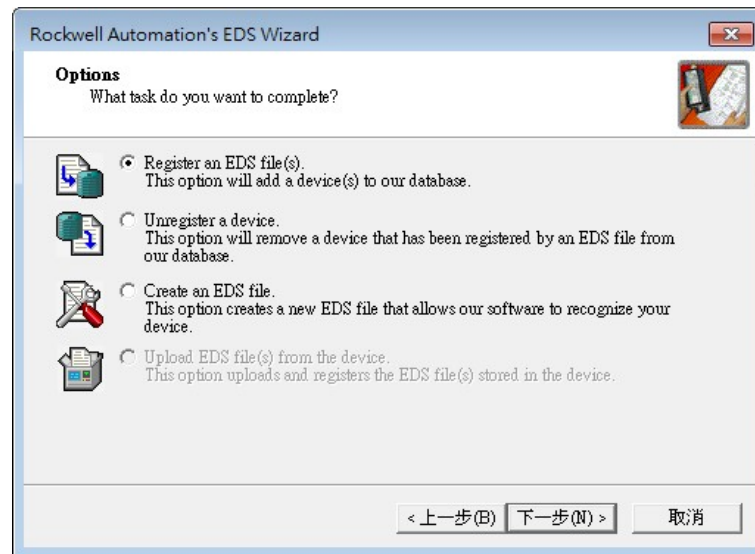 Rockwell Automation's EDS Wizard
Options
What task do you want to complete?
Register an EDS file(s).
This option will add a device(s) to our database.
Unregister a device.
This option will remove a device that has been registered by an EDS file from
our database.
Create an EDS file.
This option creates a new EDS file that allows our software to recognize your
device.
Upload EDS file(s) from the device.
This option uploads and registers the EDS file(s) stored in the device.
<上一步(B) 下一步(N)> 取消